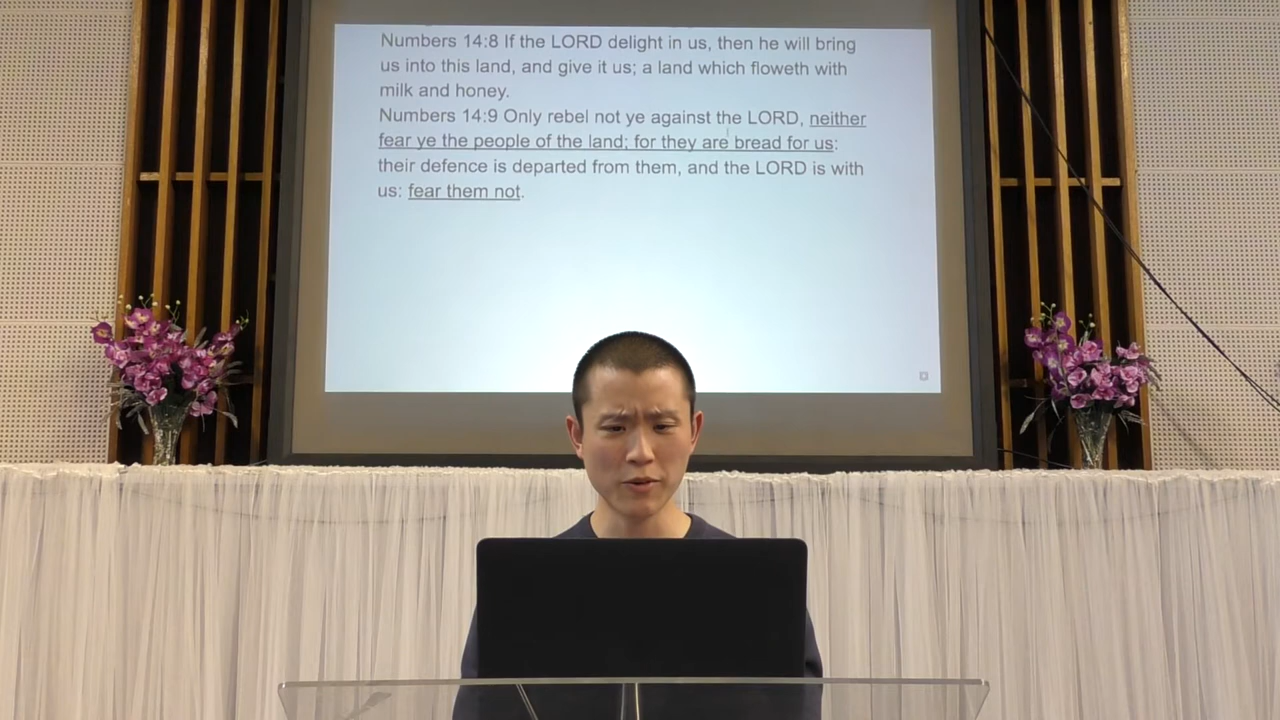 Numbers 14:8 If the LORD delight in us, then he will bring
us into this land, and give it us; a land which floweth with
milk and honey.
Numbers 14:9 Only rebel not ye against the LORD, neither
fear ye the people of the land; for they are bread for us:
their defence is departed from them, and the LORD is with
us: fear them not.